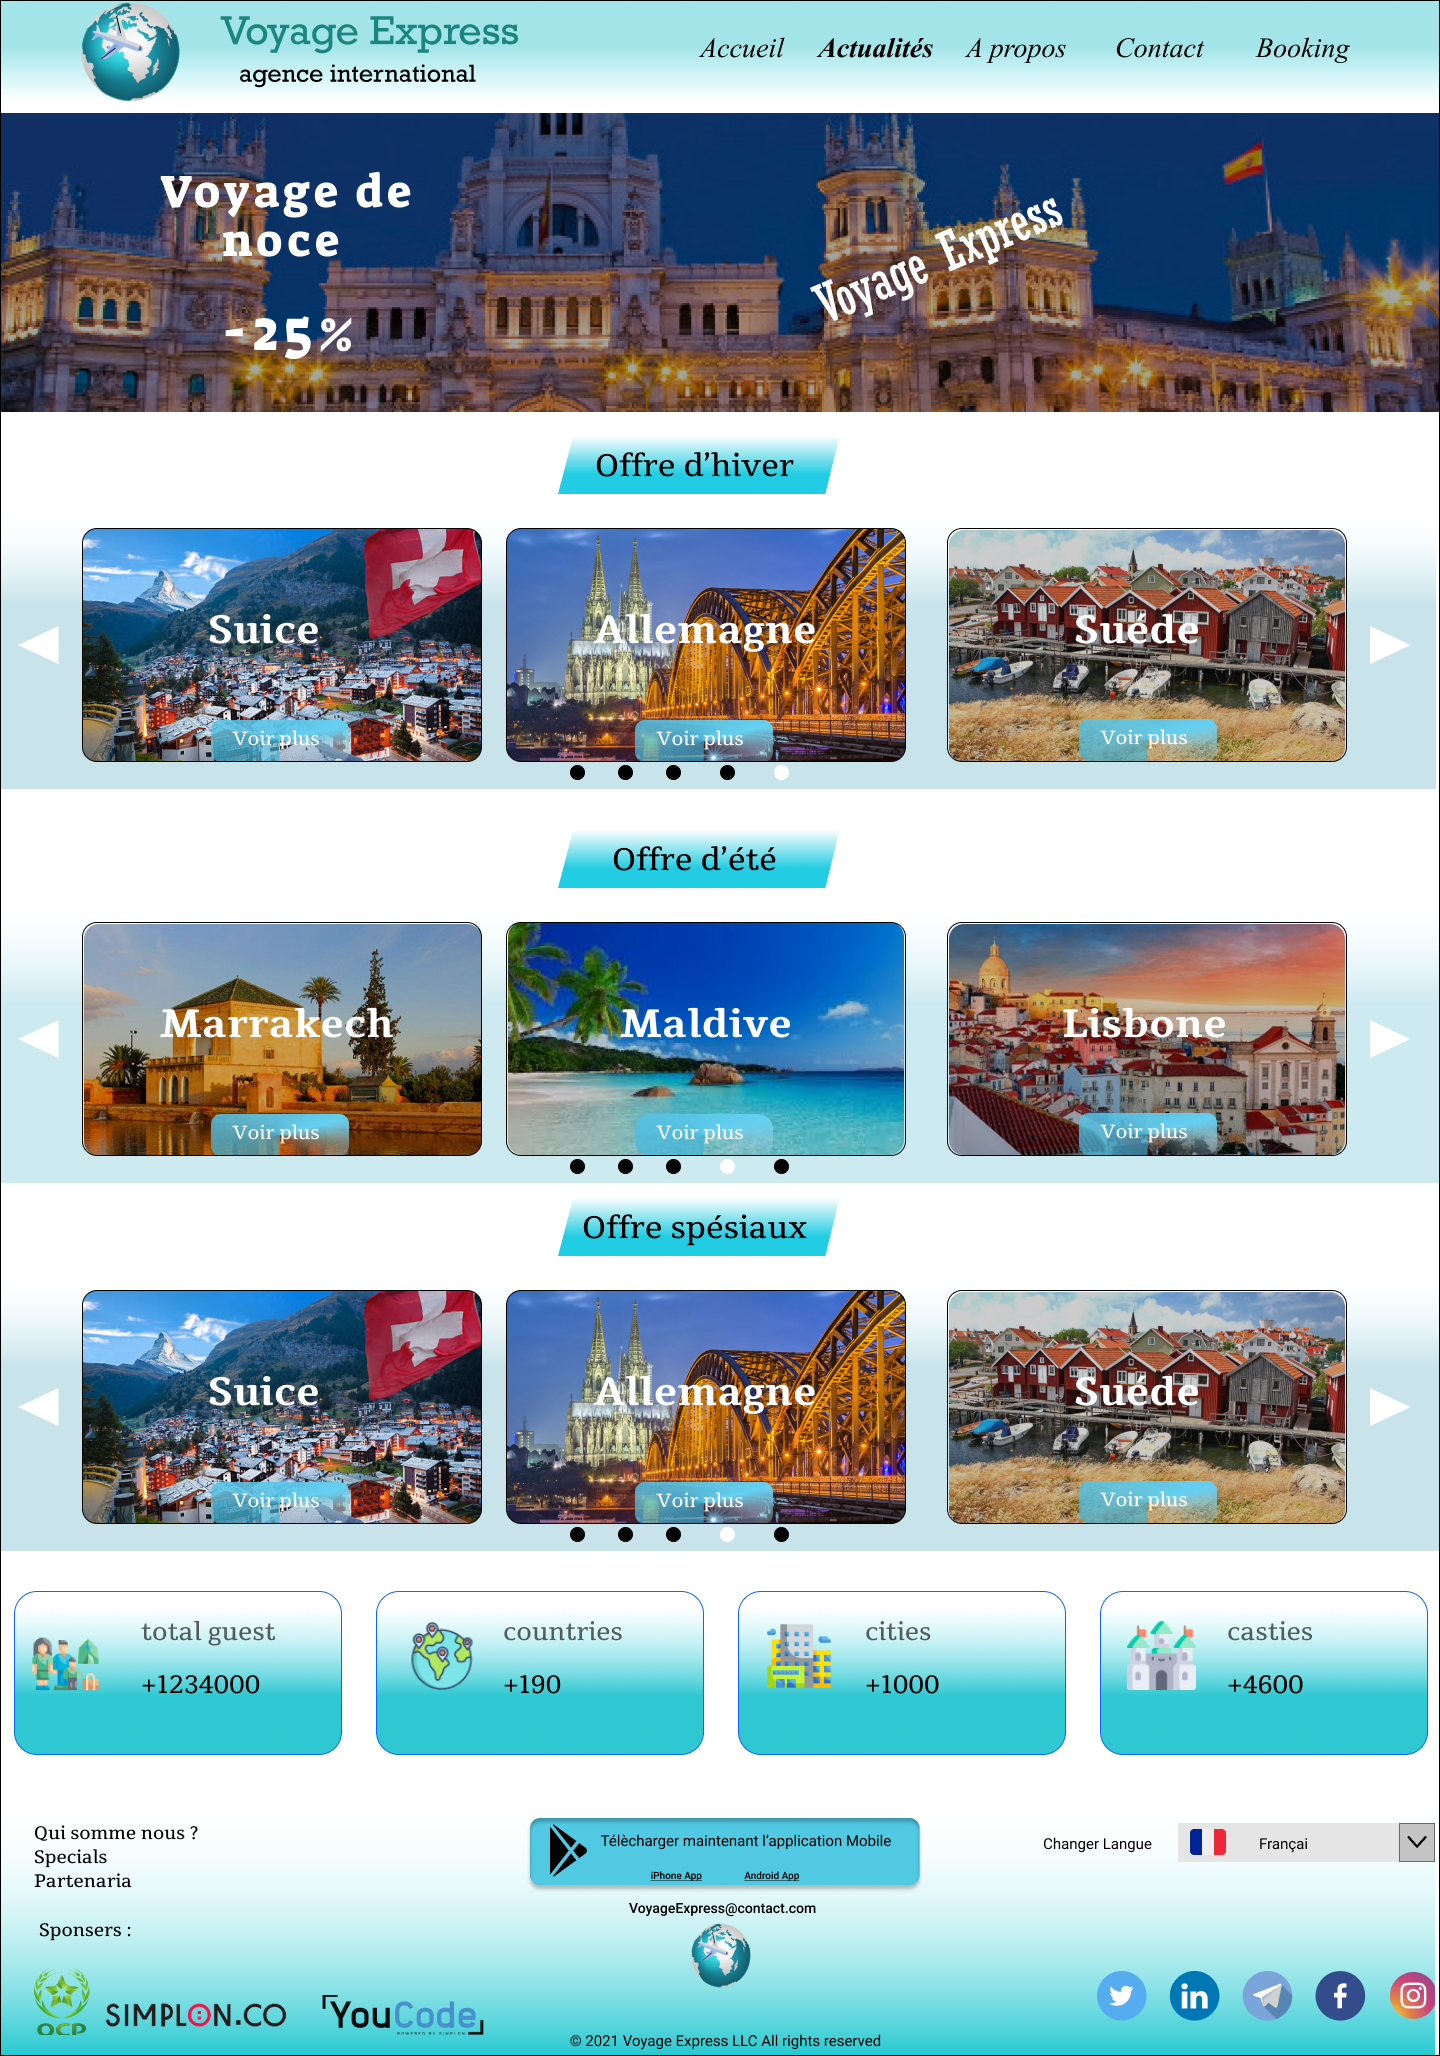 Voyage Express
agence international
Accueil Actualités A propos Contact Booking
Voyage de
noce
-25%
Voyage Express
Offre d’hiver
Suice
Allemagne
Suéde
Voir plus
Voir plus
Voir plus
Offre d’été
Marrakech
Maldive
Lisbone
Voir plus
Voir plus
Voir plus
Offre spésiaux
Suice
Allemagne
Suéde
Voir plus
Voir plus
Voir plus
total guest
+1234000
countries
+190
cities
+1000
casties
+4600
Qui somme nous ?
Specials
Partenaria
Sponsers :
OCP
SIMPLON.CO
YouCode
POWERED BY SIMPLON
Télècharger maintenant l’application Mobile
iPhone App Android App
VoyageExpress@contact.com
© 2021 Voyage Express LLC All rights reserved
Changer Langue
Françai